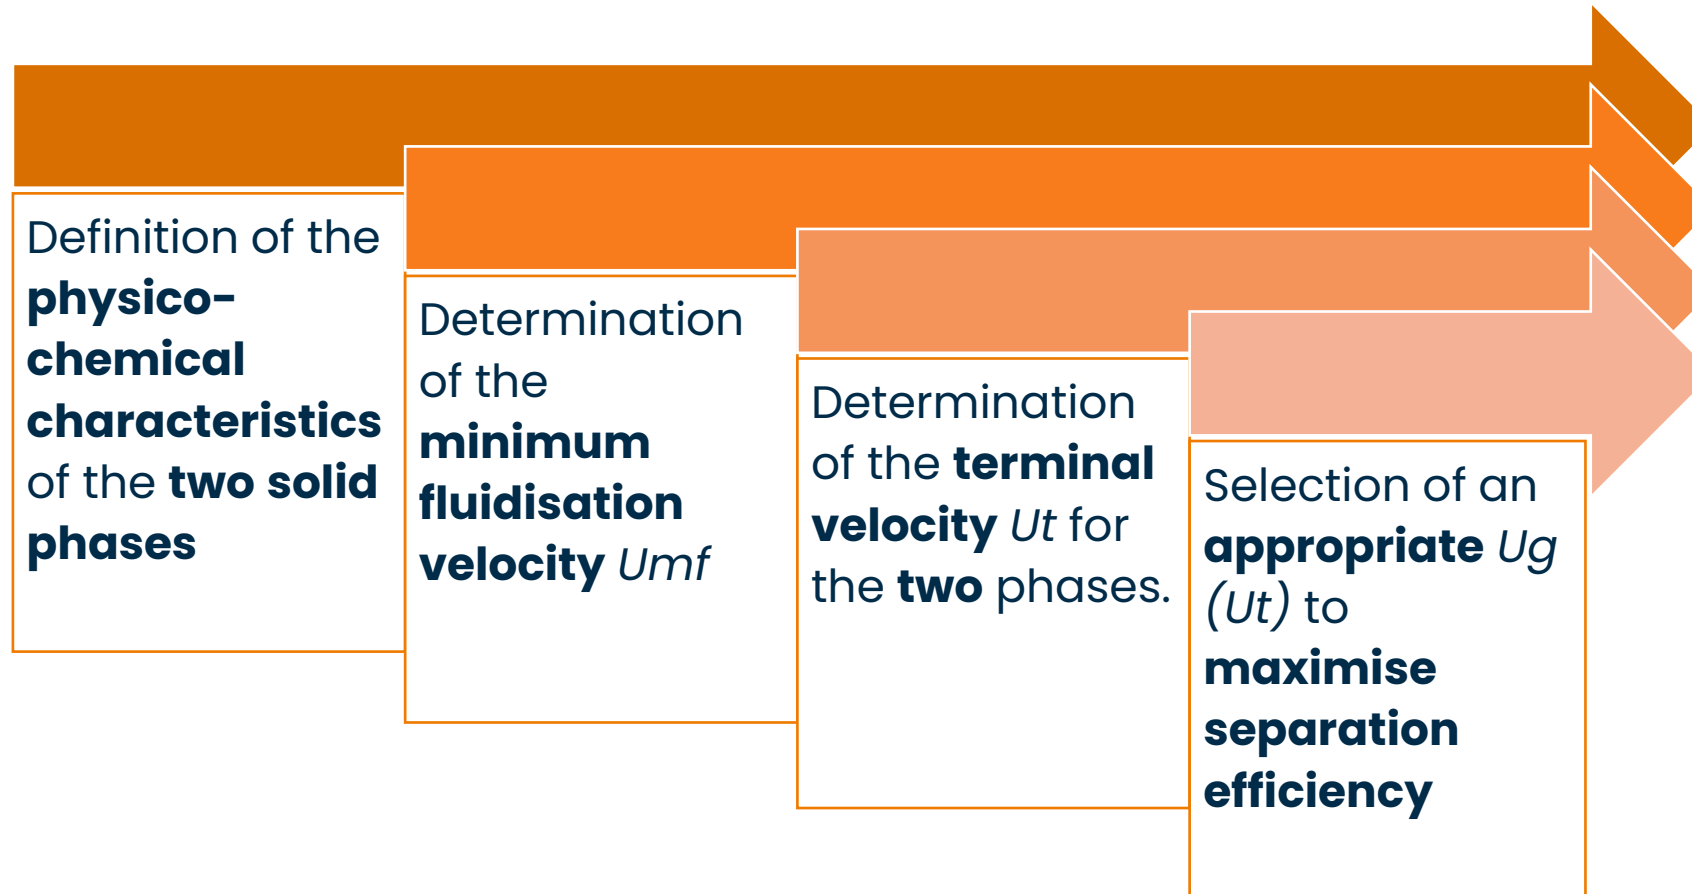 Definition of the
physico-
chemical
characteristics
of the two solid
phases
Determination
of the
minimum
fluidisation
velocity Umf
Determination
of the terminal
velocity Ut for
the two phases.
Selection of an
appropriate Ug
(Ut) to
maximise
separation
efficiency